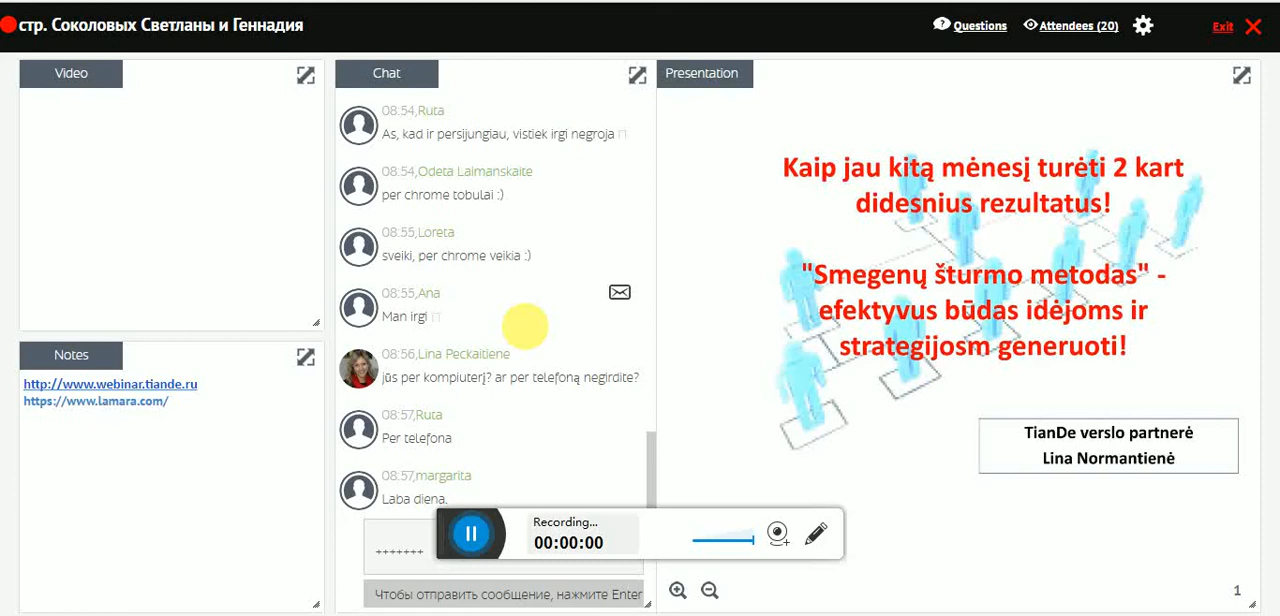 стр. Соколовых Светланы и Геннадия
Questions
Attendees (20)
Exit
Video
Chat
Presentation
08:54,Ruta
As, kad ir persijungiau, vistiek irgi negroja
08:54,Odeta Laimanskaite
per chrome tobulai :)
08:55,Loreta
sveiki, per chrome veikia :)
08:55,Ana
Man irgi
08:56,Lina Peckaitiene
jūs per kompiuterį? ar per telefoną negirdite?
08:57,Ruta
Per telefona
08:57,margarita
Laba diena.
+++++++
Чтобы отправить сообщение, нажмите Enter
Notes
http://www.webinar.tiande.ru
https://www.lamara.com/
Kaip jau kitą mėnesį turėti 2 kart
didesnius rezultatus!
"Smegenų šturmo metodas" -
efektyvus būdas idėjoms ir
strategijosm generuoti!
TianDe verslo partnerė
Lina Normantienė
Recording...
00:00:00
1